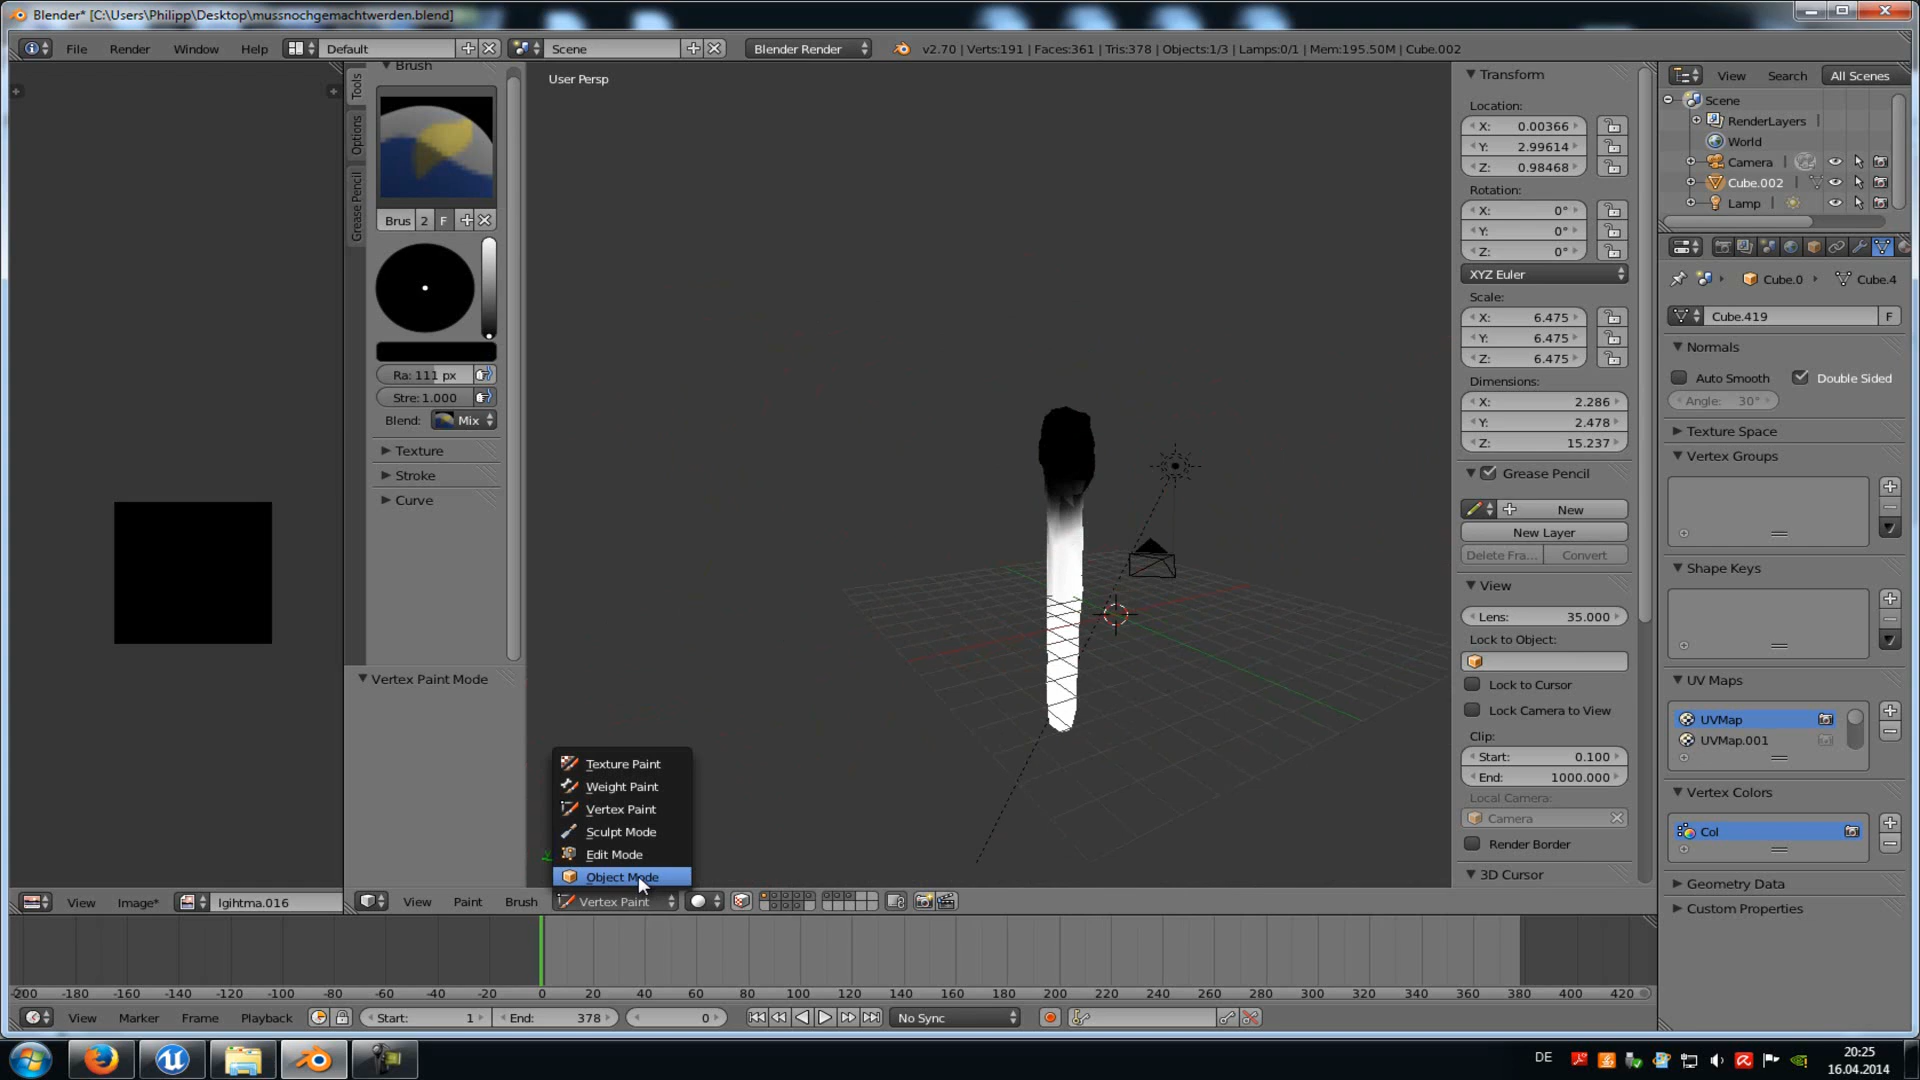 Blender* [C:\Users\Philipp\Desktop\mussnochgemachtwerden.blend]
File Render Window Help Default Scene Blender Render v2.70 | Verts:191 | Faces:361 | Tris:378 | Objects:1/3 | Lamps:0/1 | Mem:195.50M | Cube.002
Tools
Options
Grease Pencil
Brush
Brus 2 F
Ra: 111 px
Stre: 1.000
Blend: Mix
Texture
Stroke
Curve
Vertex Paint Mode
User Persp
Texture Paint
Weight Paint
Vertex Paint
Sculpt Mode
Edit Mode
Object Mode
View Image* lgihtma.016
View Paint Brush Vertex Paint
Transform
Location:
X: 0.00366
Y: 2.99614
Z: 0.98468
Rotation:
X: 0°
Y: 0°
Z: 0°
XYZ Euler
Scale:
X: 6.475
Y: 6.475
Z: 6.475
Dimensions:
X: 2.286
Y: 2.478
Z: 15.237
Grease Pencil
New
New Layer
Delete Fra... Convert
View
Lens: 35.000
Lock to Object:
Lock to Cursor
Lock Camera to View
Clip:
Start: 0.100
End: 1000.000
Local Camera:
Camera
Render Border
3D Cursor
View Search All Scenes
Scene
RenderLayers
World
Camera
Cube.002
Lamp
Cube.0 Cube.4
Cube.419 F
Normals
Auto Smooth Double Sided
Angle: 30°
Texture Space
Vertex Groups
Shape Keys
UV Maps
UVMap
UVMap.001
Vertex Colors
Col
Geometry Data
Custom Properties
-200 -180 -160 -140 -120 -100 -80 -60 -40 -20 0 20 40 60 80 100 120 140 160 180 200 220 240 260 280 300 320 340 360 380 400 420
View Marker Frame Playback Start: 1 End: 378 0 No Sync
DE
20:25
16.04.2014